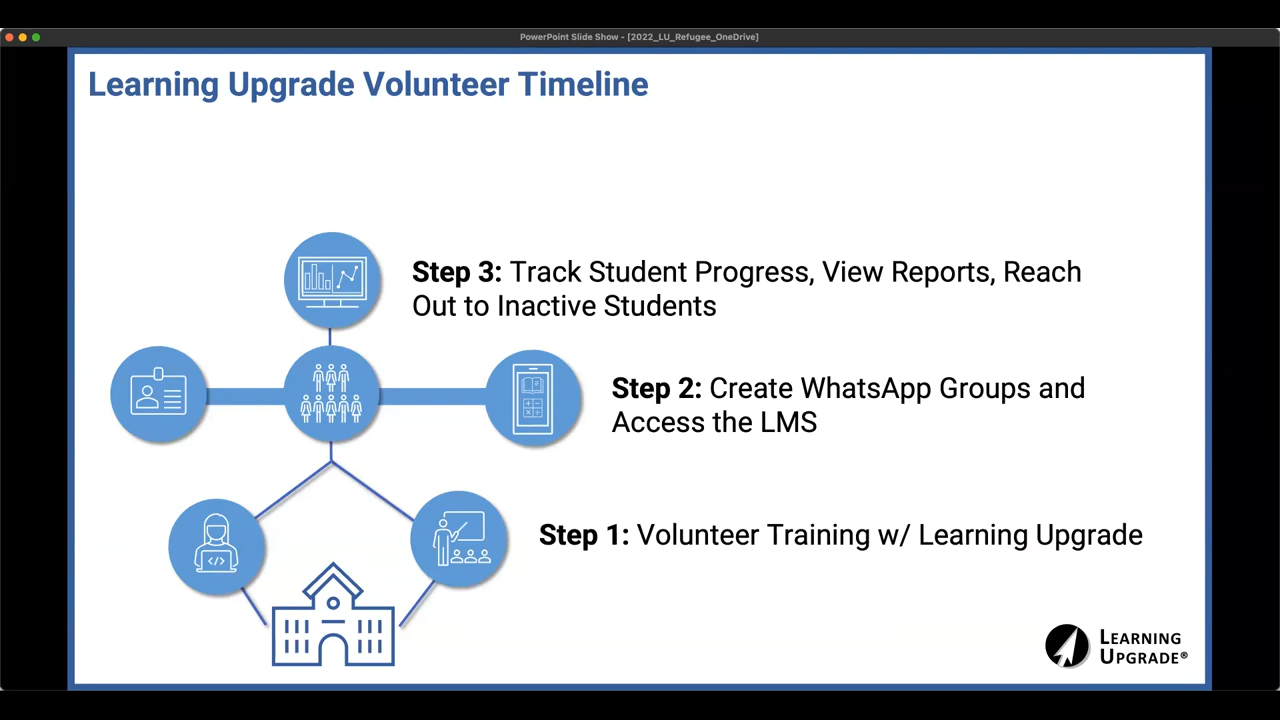 PowerPoint Slide Show - [2022_LU_Refugee_OneDrive]
Learning Upgrade Volunteer Timeline
Step 3: Track Student Progress, View Reports, Reach
Out to Inactive Students
Step 2: Create WhatsApp Groups and
Access the LMS
Step 1: Volunteer Training w/ Learning Upgrade
</>
LEARNING
UPGRADE®